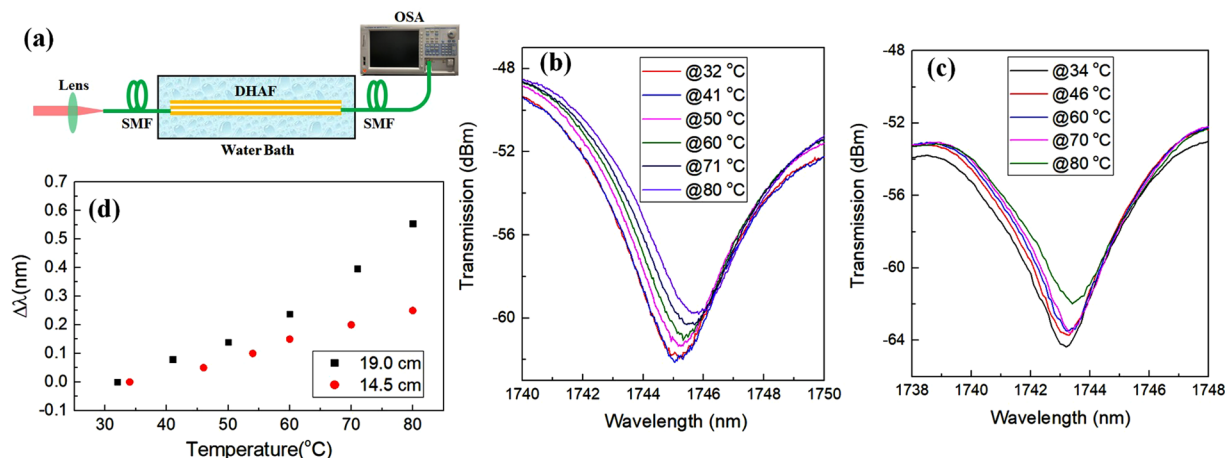 (a)
OSA
Lens
DHAF
SMF
SMF
Water Bath
(d)
0.6
0.5
0.4
0.3
0.2
0.1
0.0
-0.1
Δλ(nm)
19.0 cm
14.5 cm
30 40 50 60 70 80
Temperature(°C)
(b)
-48
-52
-56
-60
Transmission (dBm)
@32 °C
@41 °C
@50 °C
@60 °C
@71 °C
@80 °C
1740 1742 1744 1746 1748 1750
Wavelength (nm)
(c)
-48
-52
-56
-60
-64
Transmission (dBm)
@34 °C
@46 °C
@60 °C
@70 °C
@80 °C
1738 1740 1742 1744 1746 1748
Wavelength (nm)